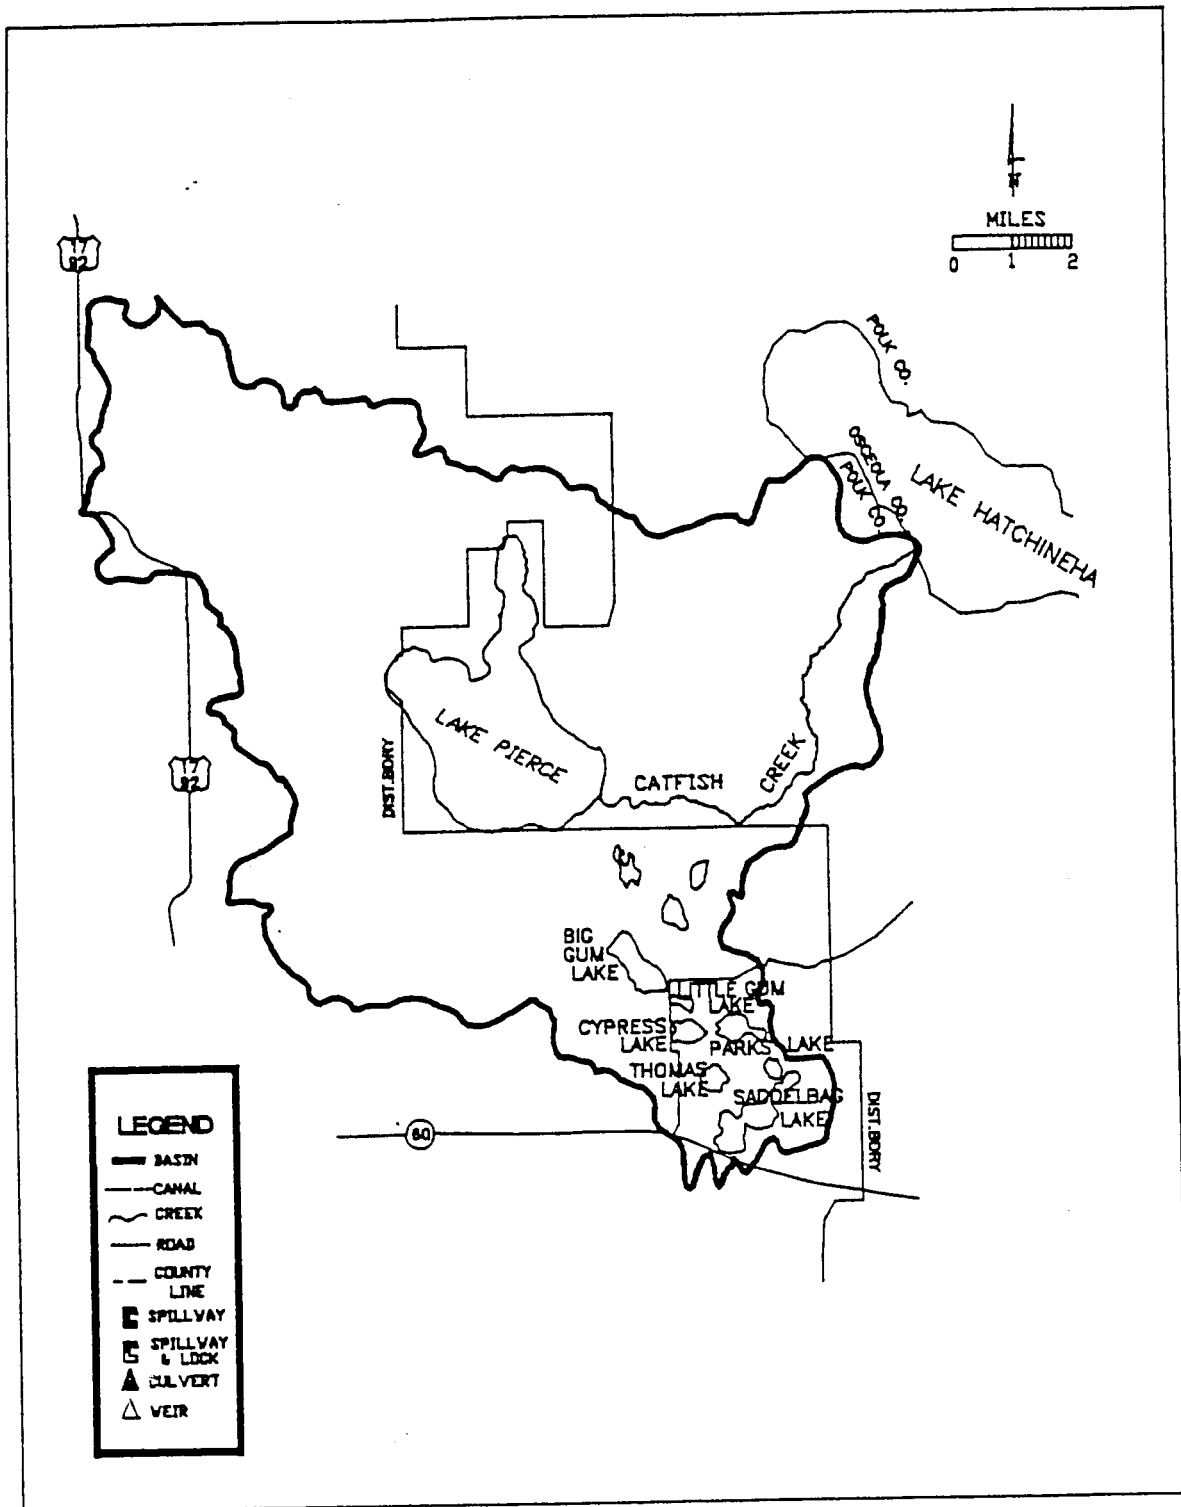 N
MILES
0 1 2
17
92
POLK CO.
OSCEOLA CO.
POLK CO
LAKE HATCHINEHA
LAKE PIERCE
DIST.BDRY
CATFISH
CREEK
17
92
BIG
GUM
LAKE
LITTLE GUM
LAKE
CYPRESS
LAKE
PARKS LAKE
THOMAS
LAKE
SADDELBAG
LAKE
DIST.BDRY
60
LEGEND
BASIN
CANAL
CREEK
ROAD
COUNTY
LINE
SPILLWAY
SPILLWAY
& LOCK
CULVERT
WEIR